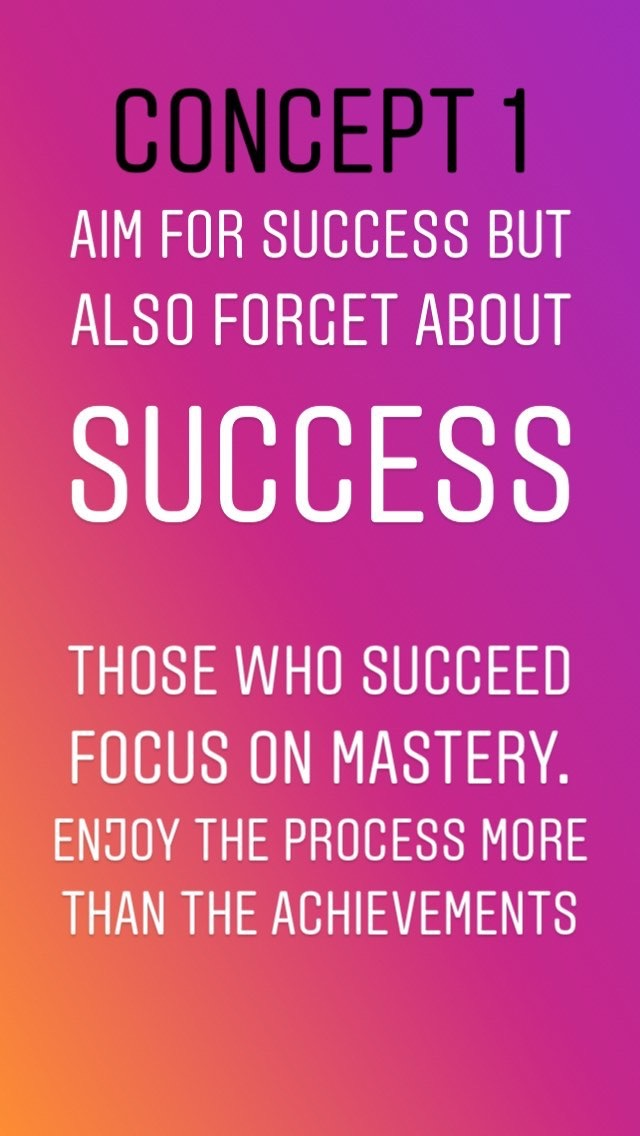 CONCEPT 1
AIM FOR SUCCESS BUT
ALSO FORGET ABOUT
SUCCESS
THOSE WHO SUCCEED
FOCUS ON MASTERY.
ENJOY THE PROCESS MORE
THAN THE ACHIEVEMENTS